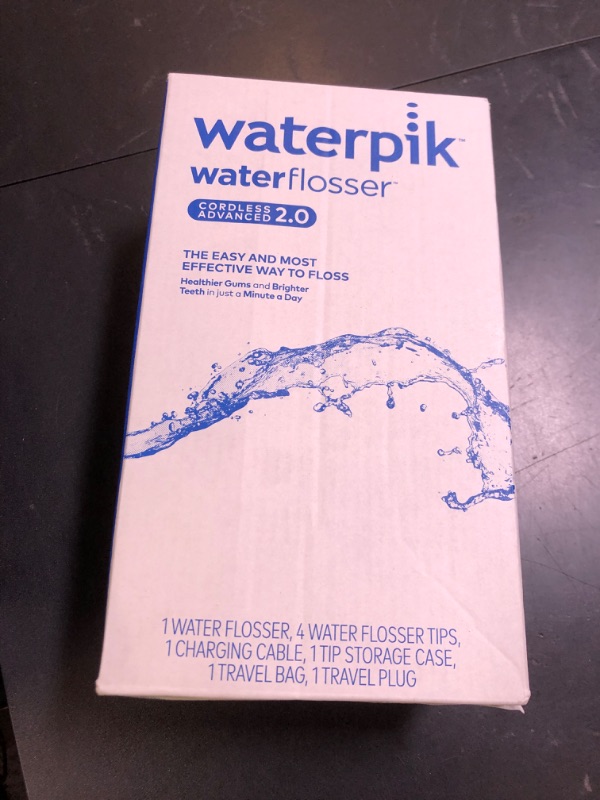 waterpik™
waterflosser™
CORDLESS
ADVANCED 2.0
THE EASY AND MOST
EFFECTIVE WAY TO FLOSS
Healthier Gums and Brighter
Teeth in just a Minute a Day
1 WATER FLOSSER, 4 WATER FLOSSER TIPS,
1 CHARGING CABLE, 1 TIP STORAGE CASE,
1 TRAVEL BAG, 1 TRAVEL PLUG